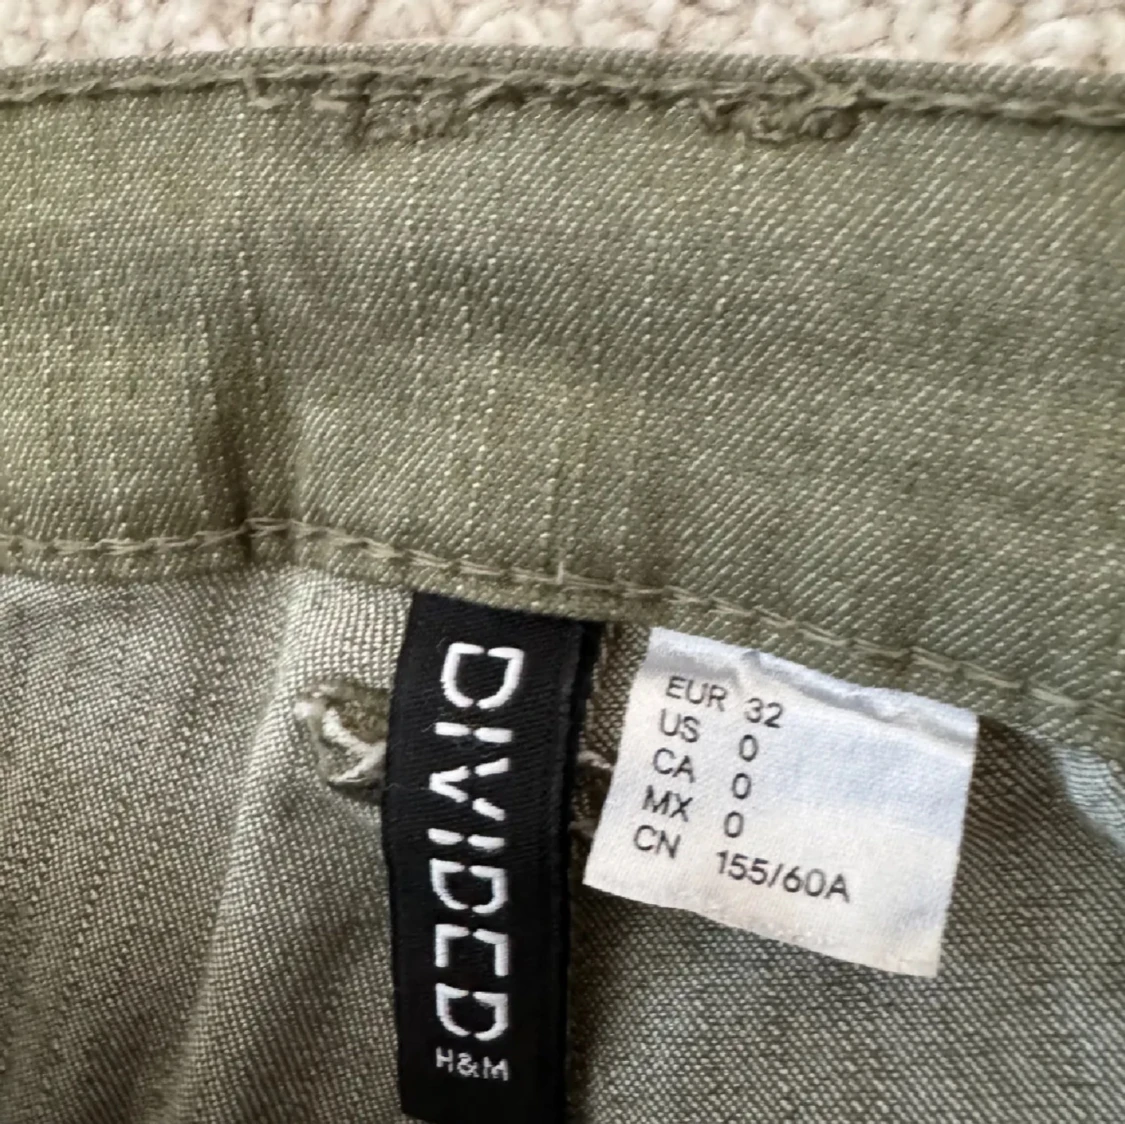 DIVIDED
H&M
EUR 32
US 0
CA 0
MX 0
CN 155/60A